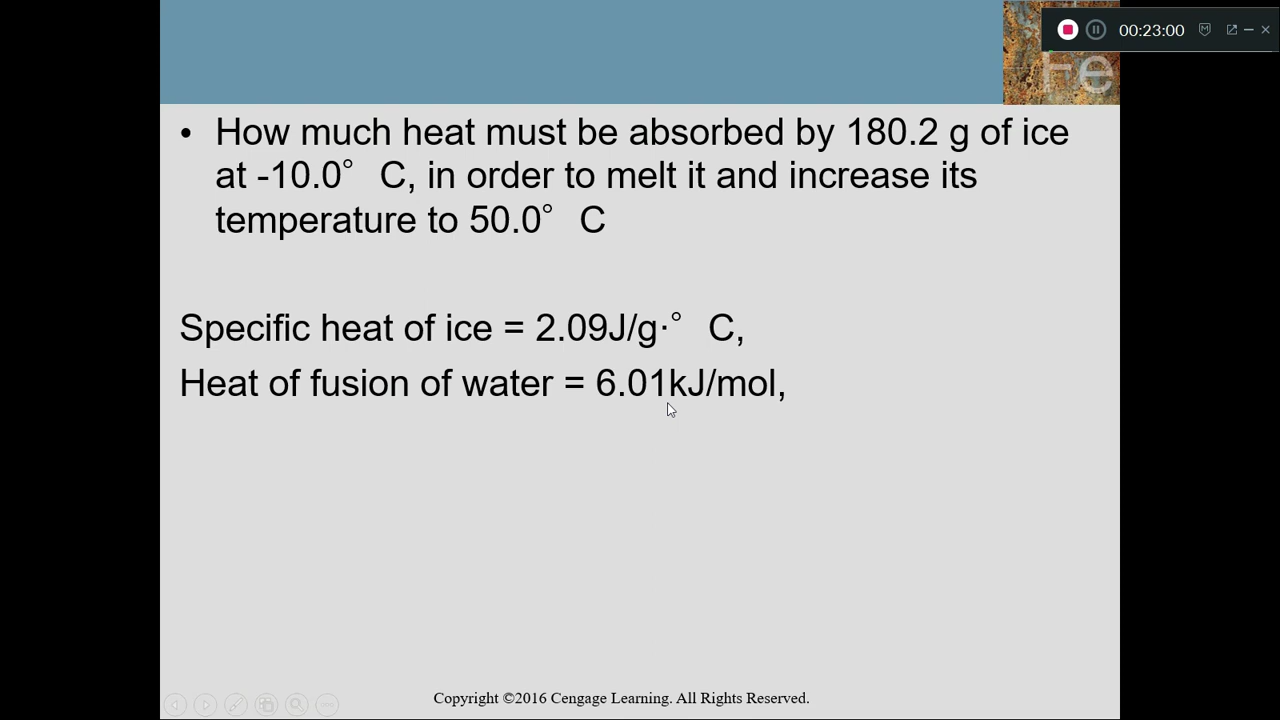 00:23:00
Fe
• How much heat must be absorbed by 180.2 g of ice
at -10.0° C, in order to melt it and increase its
temperature to 50.0° C
Specific heat of ice = 2.09J/g·° C,
Heat of fusion of water = 6.01kJ/mol,
Copyright ©2016 Cengage Learning. All Rights Reserved.